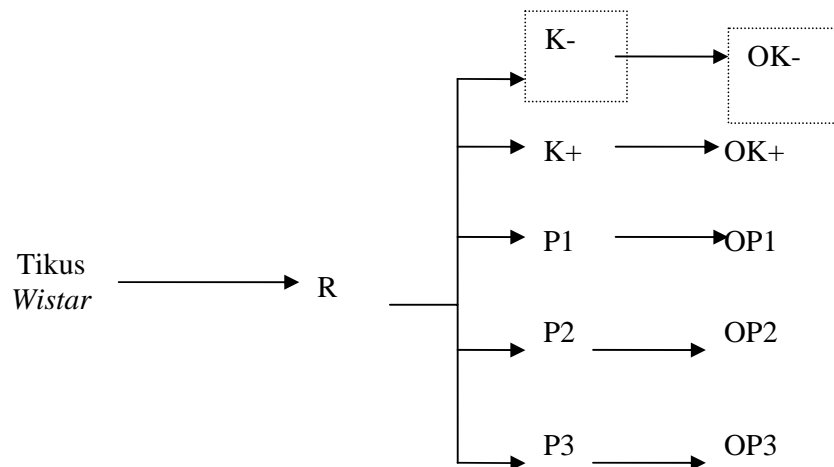 K- OK-
K+ OK+
P1 OP1
Tikus
Wistar
R
P2 OP2
P3 OP3